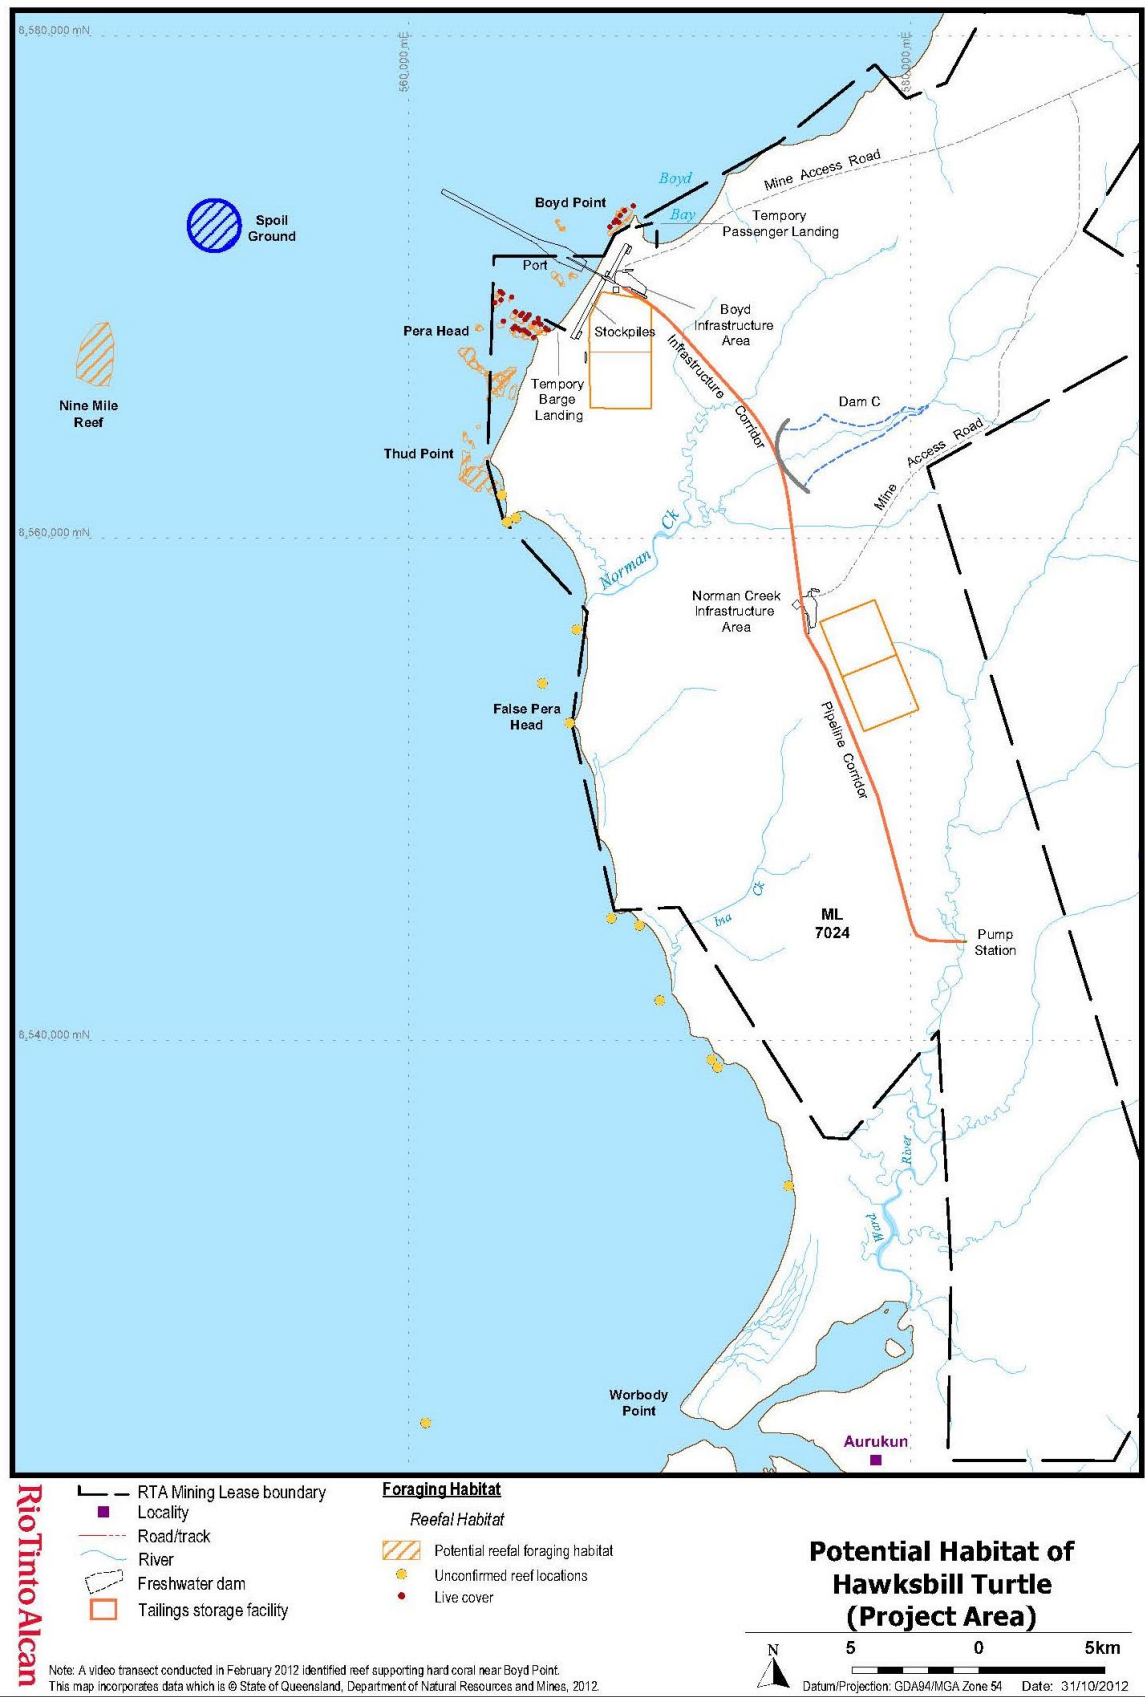 8,580,000 mN
560,000 mE
580,000 mE
Boyd
Bay
Mine Access Road
Boyd Point
Tempory
Passenger Landing
Spoil
Ground
Port
Boyd
Infrastructure
Area
Pera Head
Stockpiles
Infrastructure Corridor
Nine Mile
Reef
Tempory
Barge
Landing
Dam C
Thud Point
Mine Access Road
8,560,000 mN
Norman Ck
Norman Creek
Infrastructure
Area
False Pera
Head
Pipeline Corridor
Ina Ck
ML
7024
Pump
Station
8,540,000 mN
Ward River
Worbody
Point
Aurukun
RioTintoAlcan
RTA Mining Lease boundary
Locality
Road/track
River
Freshwater dam
Tailings storage facility
Foraging Habitat
Reefal Habitat
Potential reefal foraging habitat
Unconfirmed reef locations
Live cover
Potential Habitat of
Hawksbill Turtle
(Project Area)
N
5 0 5km
Note: A video transect conducted in February 2012 identified reef supporting hard coral near Boyd Point.
This map incorporates data which is © State of Queensland, Department of Natural Resources and Mines, 2012.
Datum/Projection: GDA94/MGA Zone 54 Date: 31/10/2012